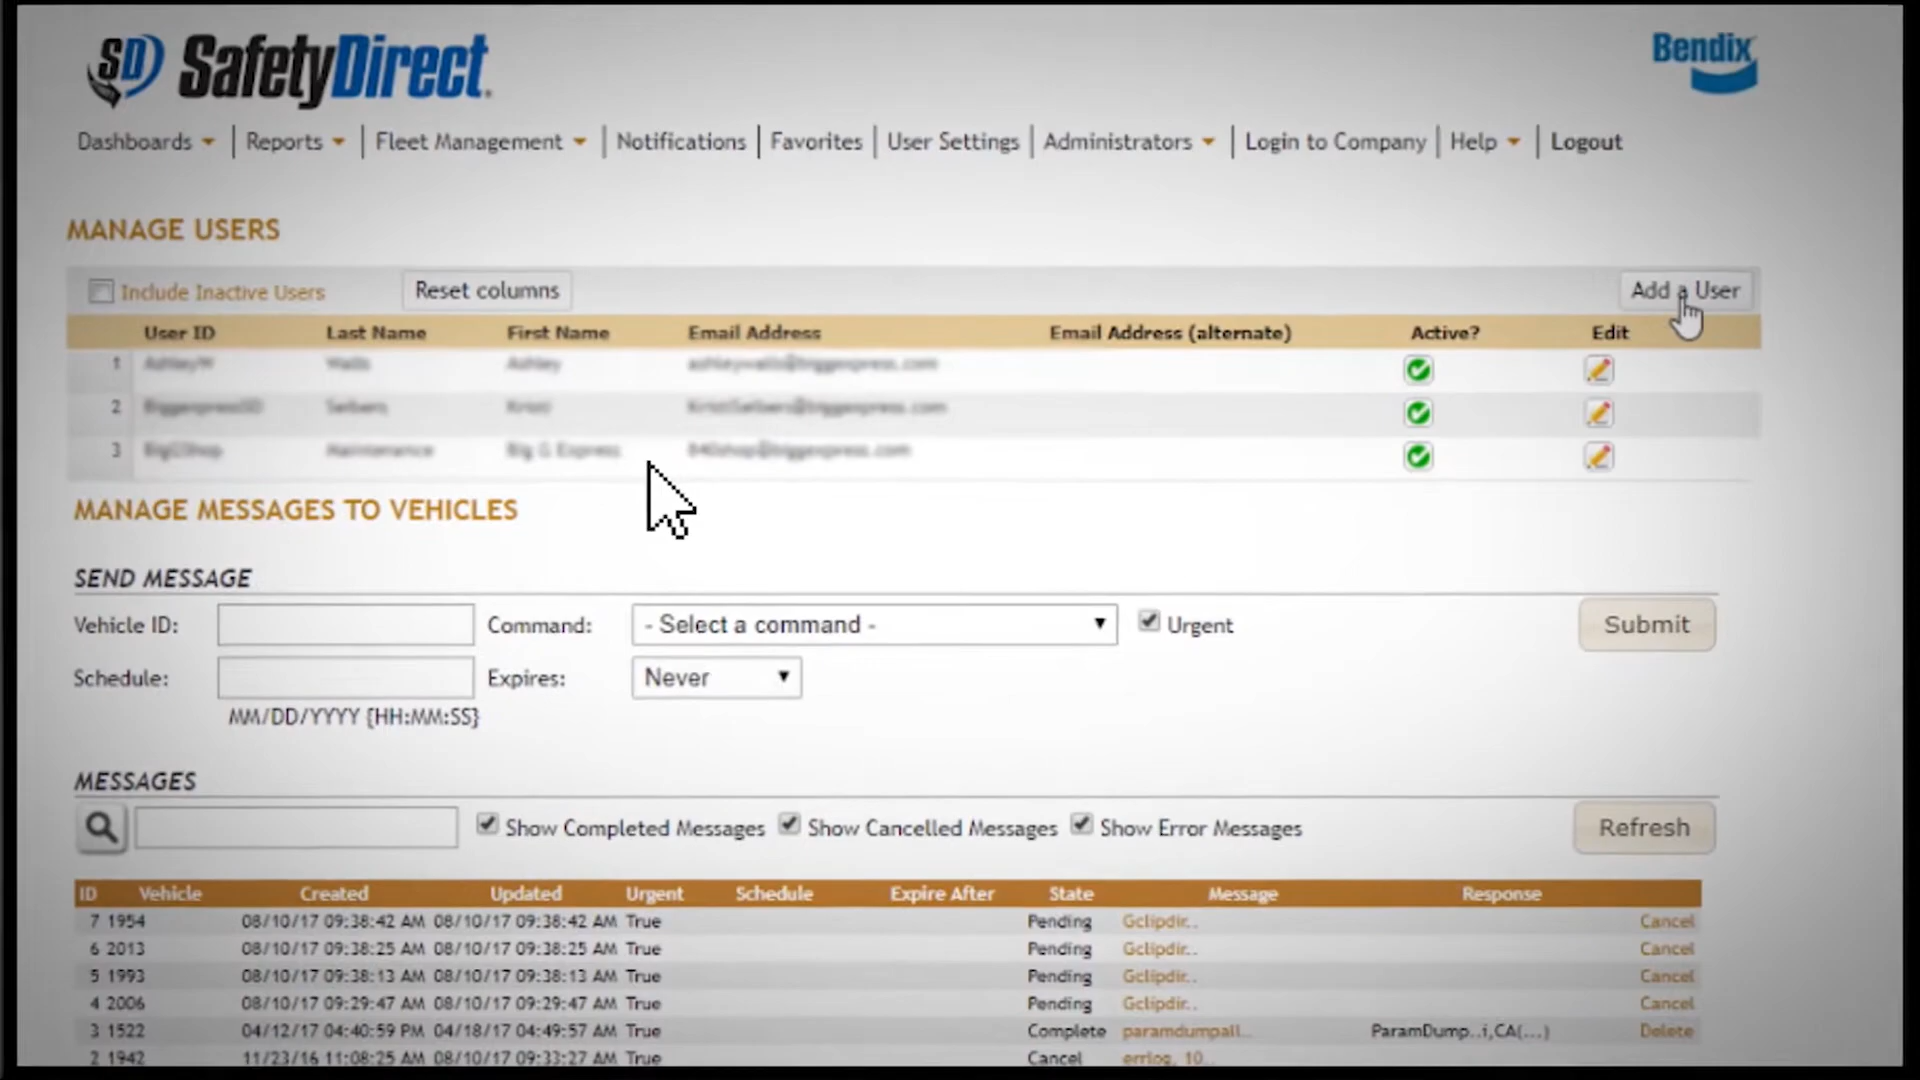 SD SafetyDirect.
Bendix
Dashboards Reports Fleet Management Notifications Favorites User Settings Administrators Login to Company Help Logout
MANAGE USERS
Include Inactive Users Reset columns Add a User
User ID Last Name First Name Email Address Email Address (alternate) Active? Edit
1
2
3
MANAGE MESSAGES TO VEHICLES
SEND MESSAGE
Vehicle ID: Command: - Select a command - Urgent Submit
Schedule: Expires: Never
MM/DD/YYYY {HH:MM:SS}
MESSAGES
Show Completed Messages Show Cancelled Messages Show Error Messages Refresh
ID Vehicle Created Updated Urgent Schedule Expire After State Message Response
7 1954 08/10/17 09:38:42 AM 08/10/17 09:38:42 AM True Pending Gclipdir.. Cancel
6 2013 08/10/17 09:38:25 AM 08/10/17 09:38:25 AM True Pending Gclipdir.. Cancel
5 1993 08/10/17 09:38:13 AM 08/10/17 09:38:13 AM True Pending Gclipdir.. Cancel
4 2006 08/10/17 09:29:47 AM 08/10/17 09:29:47 AM True Pending Gclipdir.. Cancel
3 1522 04/12/17 04:40:59 PM 04/18/17 04:49:57 AM True Complete paramdumpall.. ParamDump..i,CA(...) Delete
2 1942 11/23/16 11:08:25 AM 08/10/17 09:33:27 AM True Cancel errlog, 10..